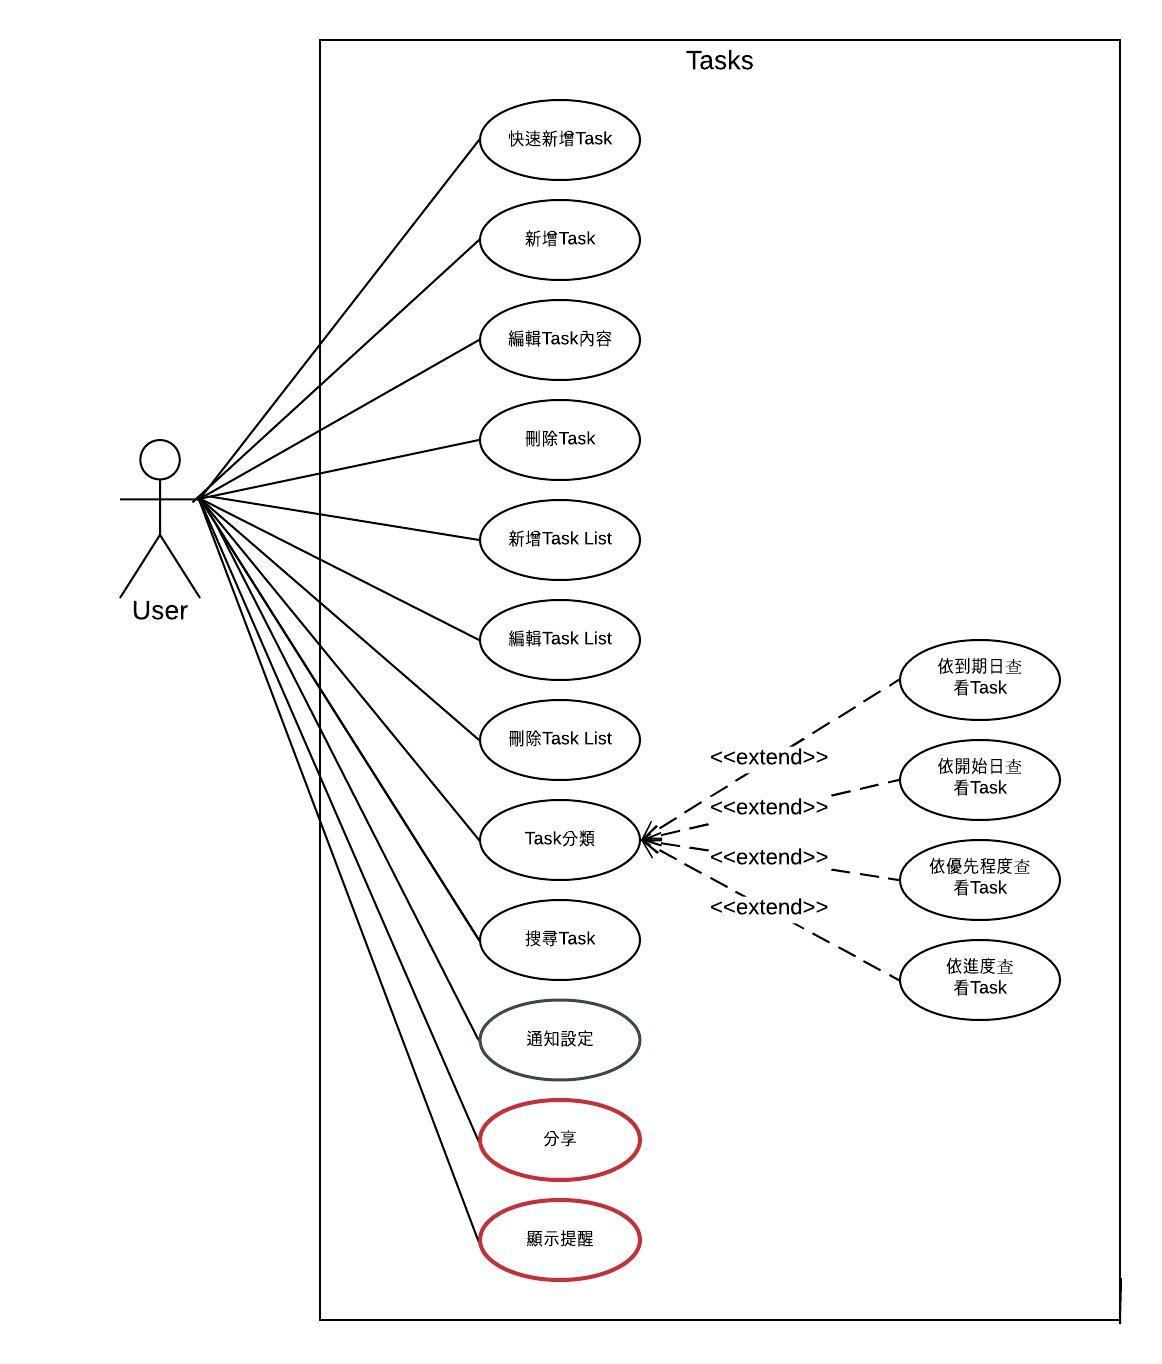 Tasks
快速新增Task
新增Task
編輯Task內容
刪除Task
新增Task List
User
編輯Task List
刪除Task List
Task分類
搜尋Task
通知設定
分享
顯示提醒
<<extend>>
<<extend>>
<<extend>>
<<extend>>
依到期日查
看Task
依開始日查
看Task
依優先程度查
看Task
依進度查
看Task